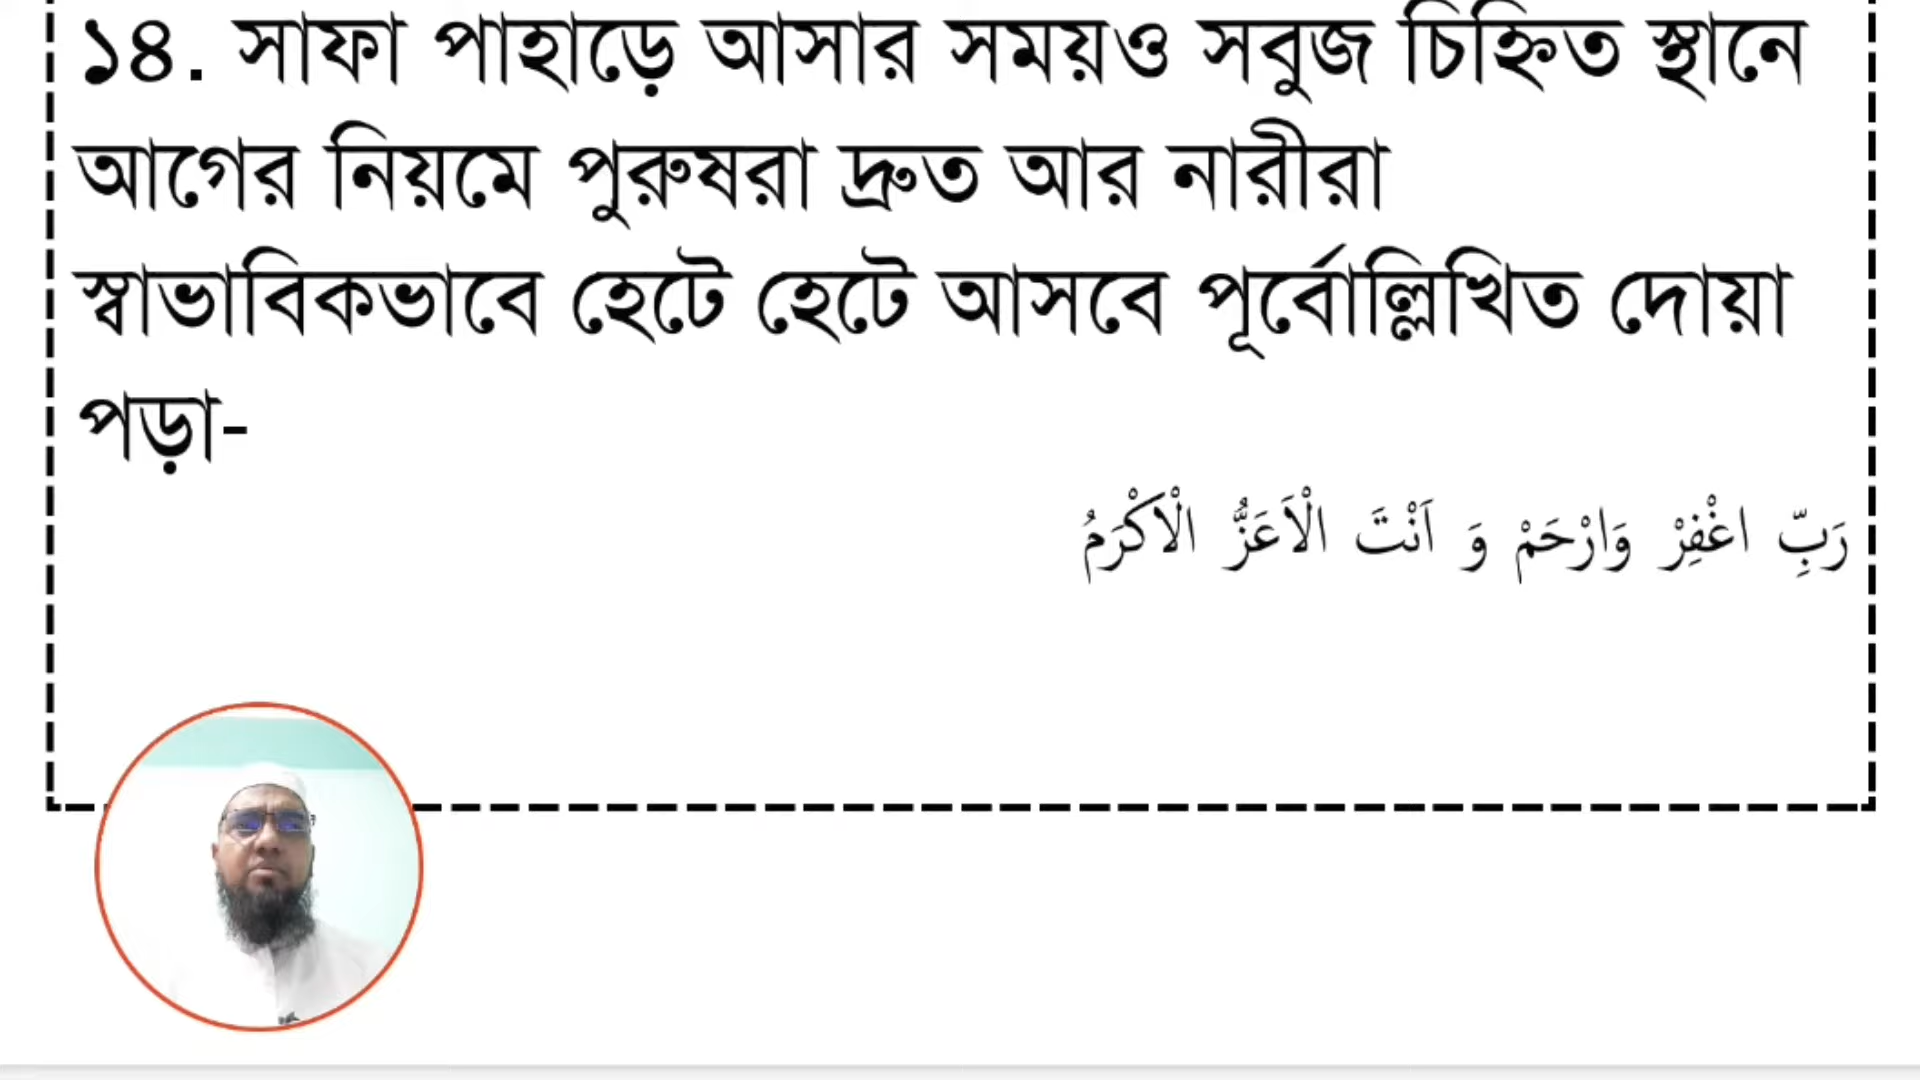 ১৪. সাফা পাহাড়ে আসার সময়ও সবুজ চিহ্নিত স্থানে
আগের নিয়মে পুরুষরা দ্রুত আর নারীরা
স্বাভাবিকভাবে হেটে হেটে আসবে পূর্বোল্লিখিত দোয়া
পড়া-
رَبِّ اغْفِرْ وَارْحَمْ وَ اَنْتَ الْاَعَزُّ الْاَكْرَمُ